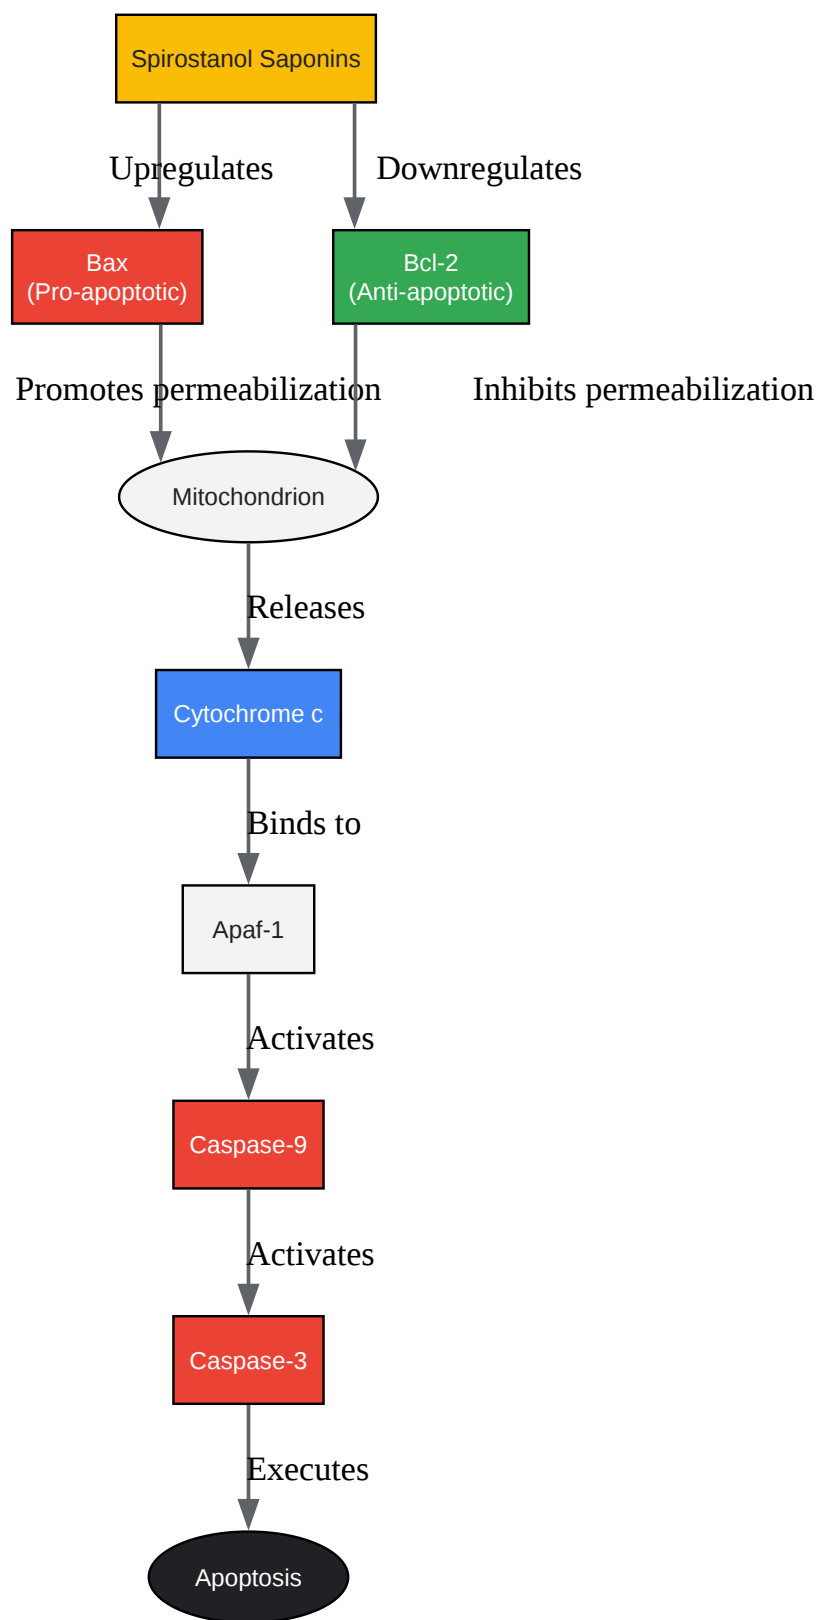 Spirostanol Saponins
Upregulates
Downregulates
Bax
(Pro-apoptotic)
Bcl-2
(Anti-apoptotic)
Promotes permeabilization
Inhibits permeabilization
Mitochondrion
Releases
Cytochrome c
Binds to
Apaf-1
Activates
Caspase-9
Activates
Caspase-3
Executes
Apoptosis